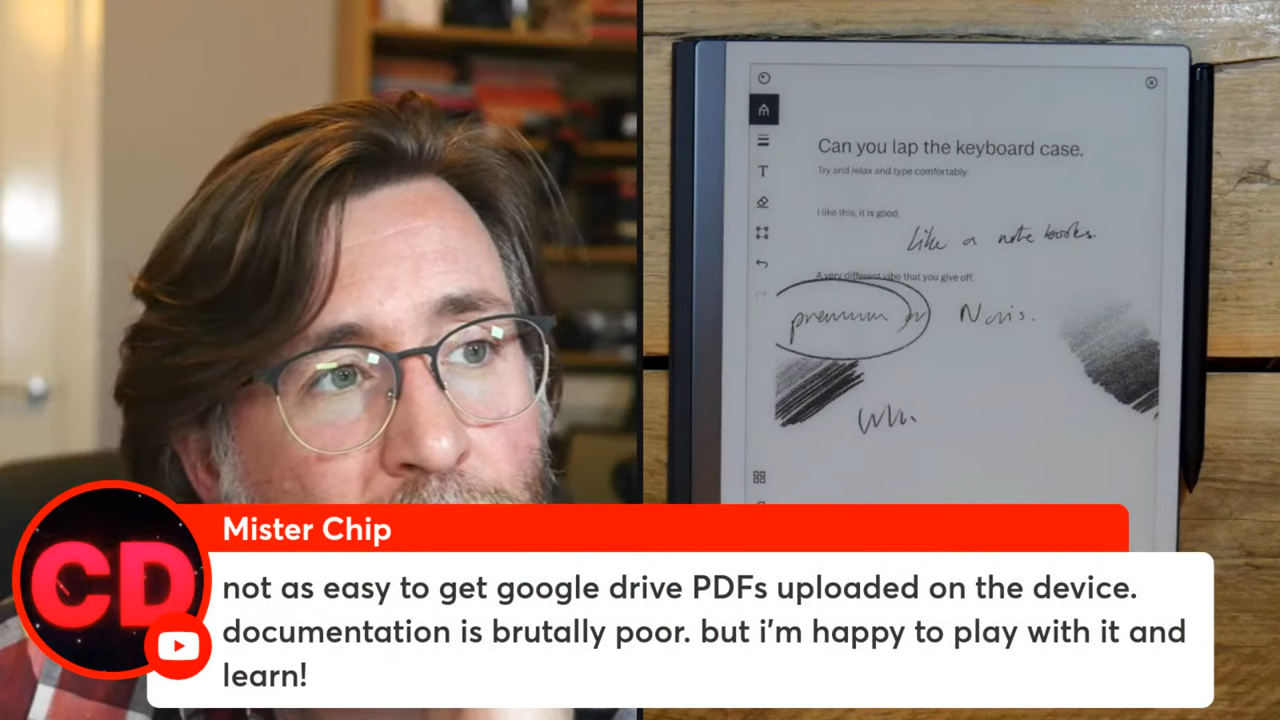 Can you lap the keyboard case.
Try and relax and type comfortably.
I like this, it is good.
like a note books.
A very different vibe that you give off.
premium
CD
Mister Chip
not as easy to get google drive PDFs uploaded on the device.
documentation is brutally poor. but i'm happy to play with it and
learn!